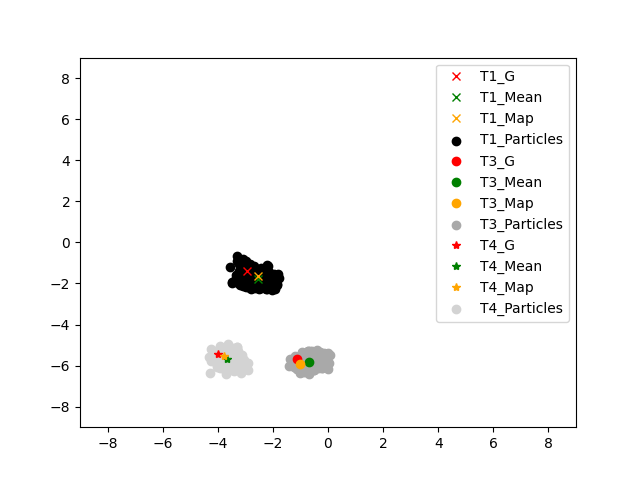 8
6
4
2
0
−2
−4
−6
−8
−8 −6 −4 −2 0 2 4 6 8
T1_G
T1_Mean
T1_Map
T1_Particles
T3_G
T3_Mean
T3_Map
T3_Particles
T4_G
T4_Mean
T4_Map
T4_Particles